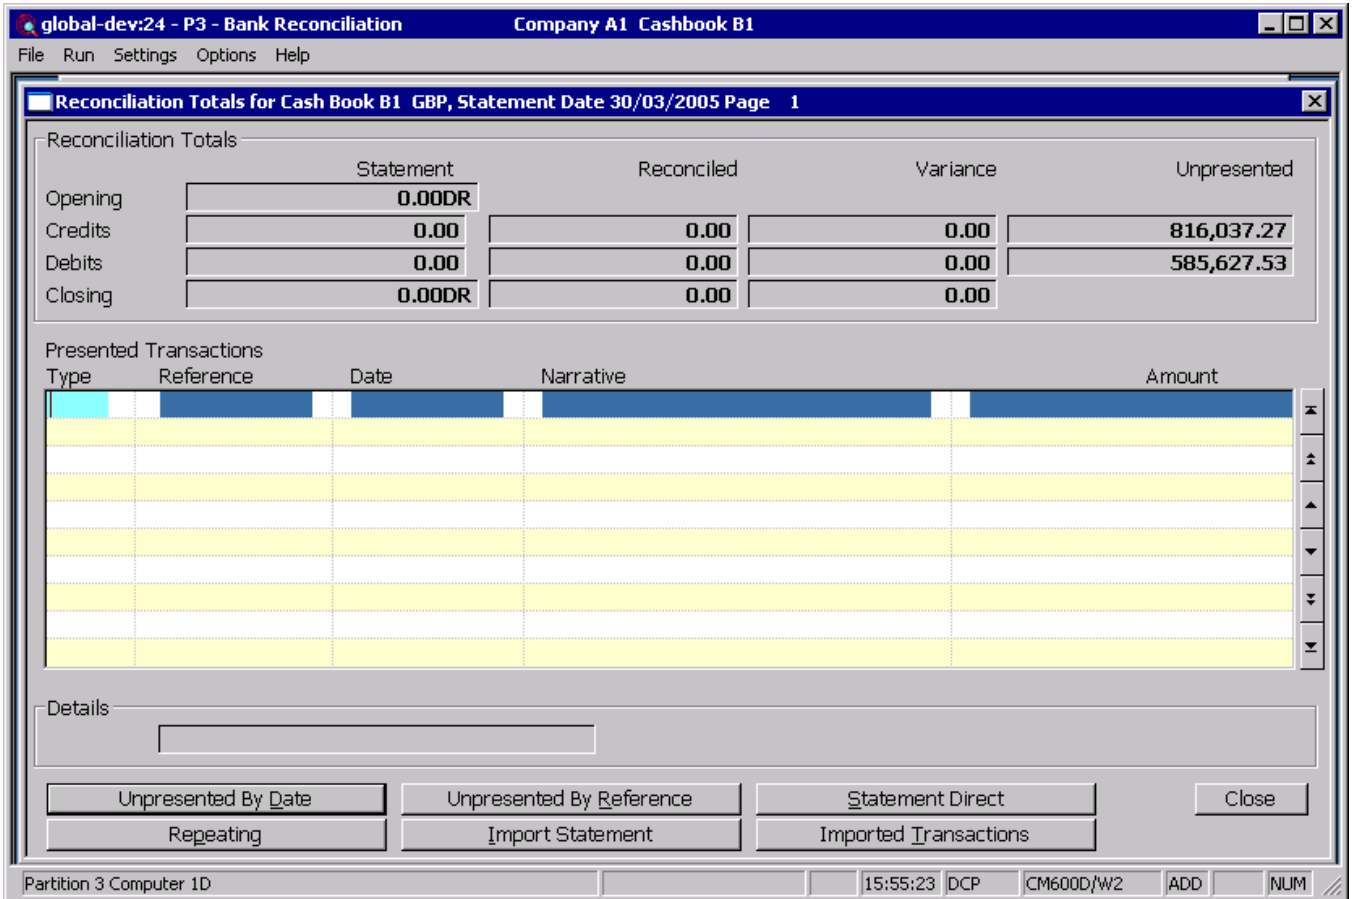 global-dev:24 - P3 - Bank Reconciliation Company A1 Cashbook B1
File Run Settings Options Help
Reconciliation Totals for Cash Book B1 GBP, Statement Date 30/03/2005 Page 1
Reconciliation Totals
Statement Reconciled Variance Unpresented
Opening 0.00DR
Credits 0.00 0.00 0.00 816,037.27
Debits 0.00 0.00 0.00 585,627.53
Closing 0.00DR 0.00 0.00
Presented Transactions
Type Reference Date Narrative Amount
Details
Unpresented By Date Unpresented By Reference Statement Direct Close
Repeating Import Statement Imported Transactions
Partition 3 Computer 1D 15:55:23 DCP CM600D/W2 ADD NUM